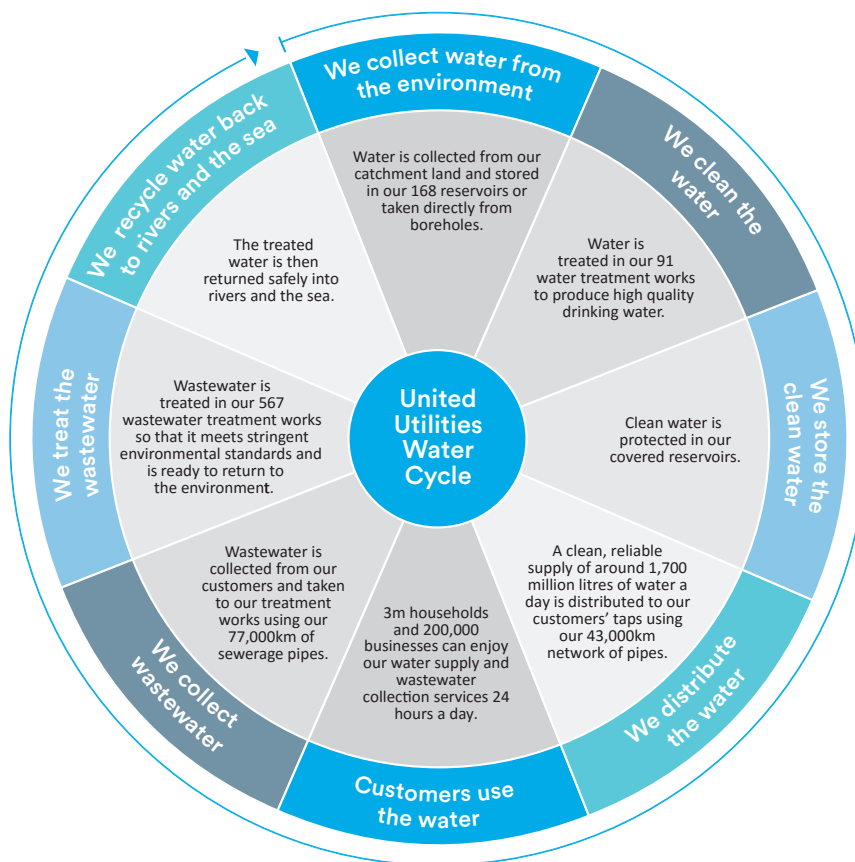 We collect water from
the environment
Water is collected from our
catchment land and stored
in our 168 reservoirs or
taken directly from
boreholes.
We clean the
water
Water is
treated in our 91
water treatment works
to produce high quality
drinking water.
We store the
clean water
Clean water is
protected in our
covered reservoirs.
We distribute
the water
A clean, reliable
supply of around 1,700
million litres of water a
day is distributed to our
customers’ taps using
our 43,000km
network of pipes.
Customers use
the water
3m households
and 200,000
businesses can enjoy
our water supply and
wastewater
collection services 24
hours a day.
We collect
wastewater
Wastewater is
collected from our
customers and taken
to our treatment
works using our
77,000km of
sewerage pipes.
We treat the
wastewater
Wastewater is
treated in our 567
wastewater treatment works
so that it meets stringent
environmental standards and
is ready to return to
the environment.
We recycle water back
to rivers and the sea
The treated
water is then
returned safely into
rivers and the sea.
United
Utilities
Water
Cycle